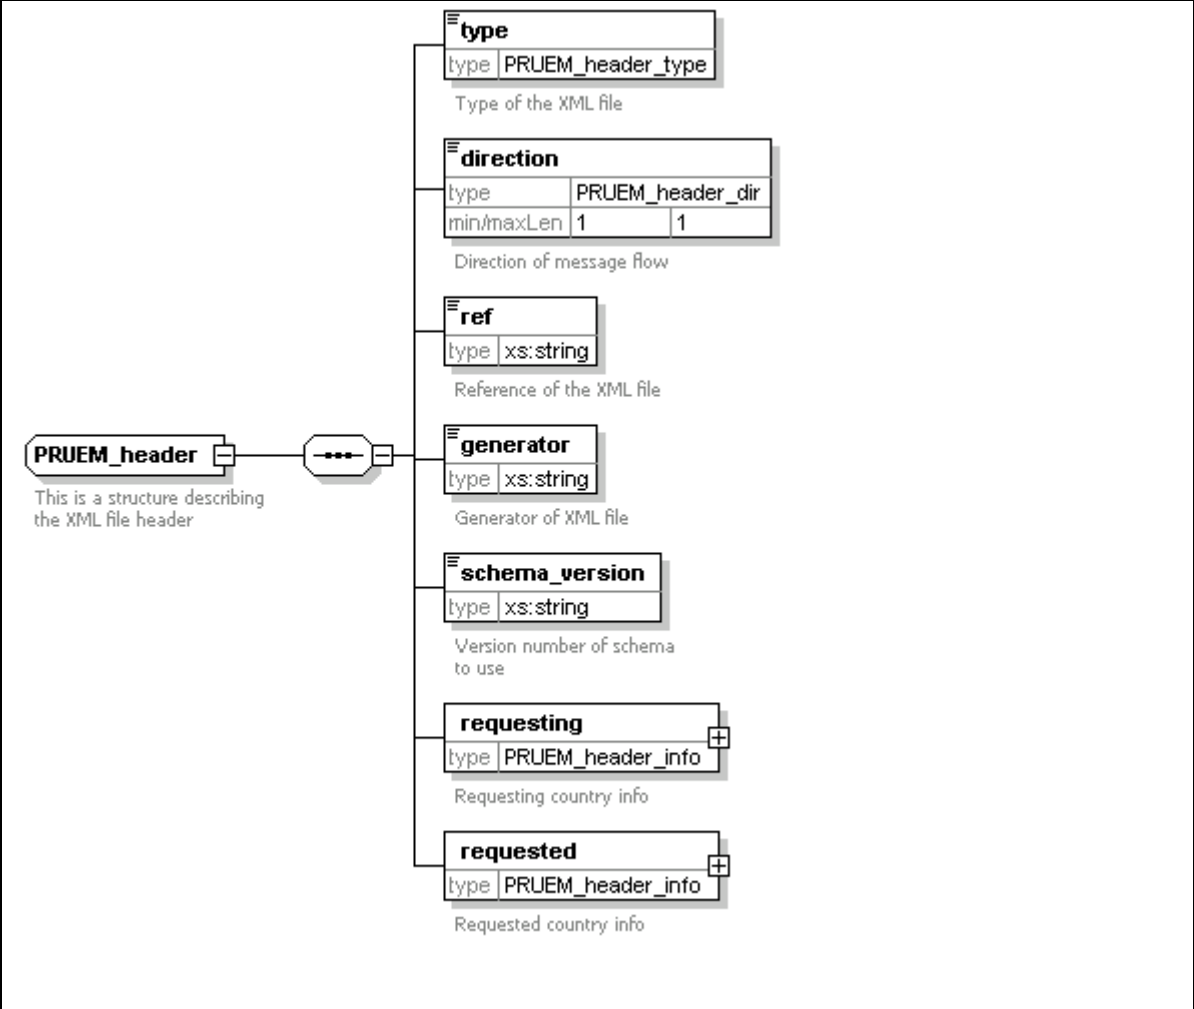 type
type PRUEM_header_type
Type of the XML file
direction
type PRUEM_header_dir
min/maxLen 1 1
Direction of message flow
ref
type xs:string
Reference of the XML file
PRUEM_header
This is a structure describing
the XML file header
generator
type xs:string
Generator of XML file
schema_version
type xs:string
Version number of schema
to use
requesting
type PRUEM_header_info
Requesting country info
requested
type PRUEM_header_info
Requested country info